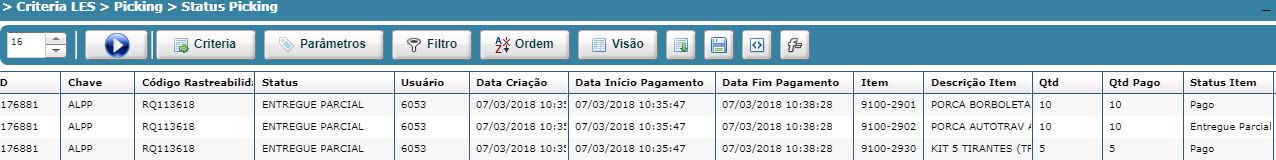 > Criteria LES > Picking > Status Picking
16 Criteria Parâmetros Filtro Ordem Visão
D Chave Código Rastreabilida Status Usuário Data Criação Data Início Pagamento Data Fim Pagamento Item Descrição Item Qtd Qtd Pago Status Item
176881 ALPP RQ113618 ENTREGUE PARCIAL 6053 07/03/2018 10:35 07/03/2018 10:35:47 07/03/2018 10:38:28 9100-2901 PORCA BORBOLETA 10 10 Pago
176881 ALPP RQ113618 ENTREGUE PARCIAL 6053 07/03/2018 10:35 07/03/2018 10:35:47 07/03/2018 10:38:28 9100-2902 PORCA AUTOTRAV A 10 10 Entregue Parcial
176881 ALPP RQ113618 ENTREGUE PARCIAL 6053 07/03/2018 10:35 07/03/2018 10:35:47 07/03/2018 10:38:28 9100-2930 KIT 5 TIRANTES (TF 5 5 Pago